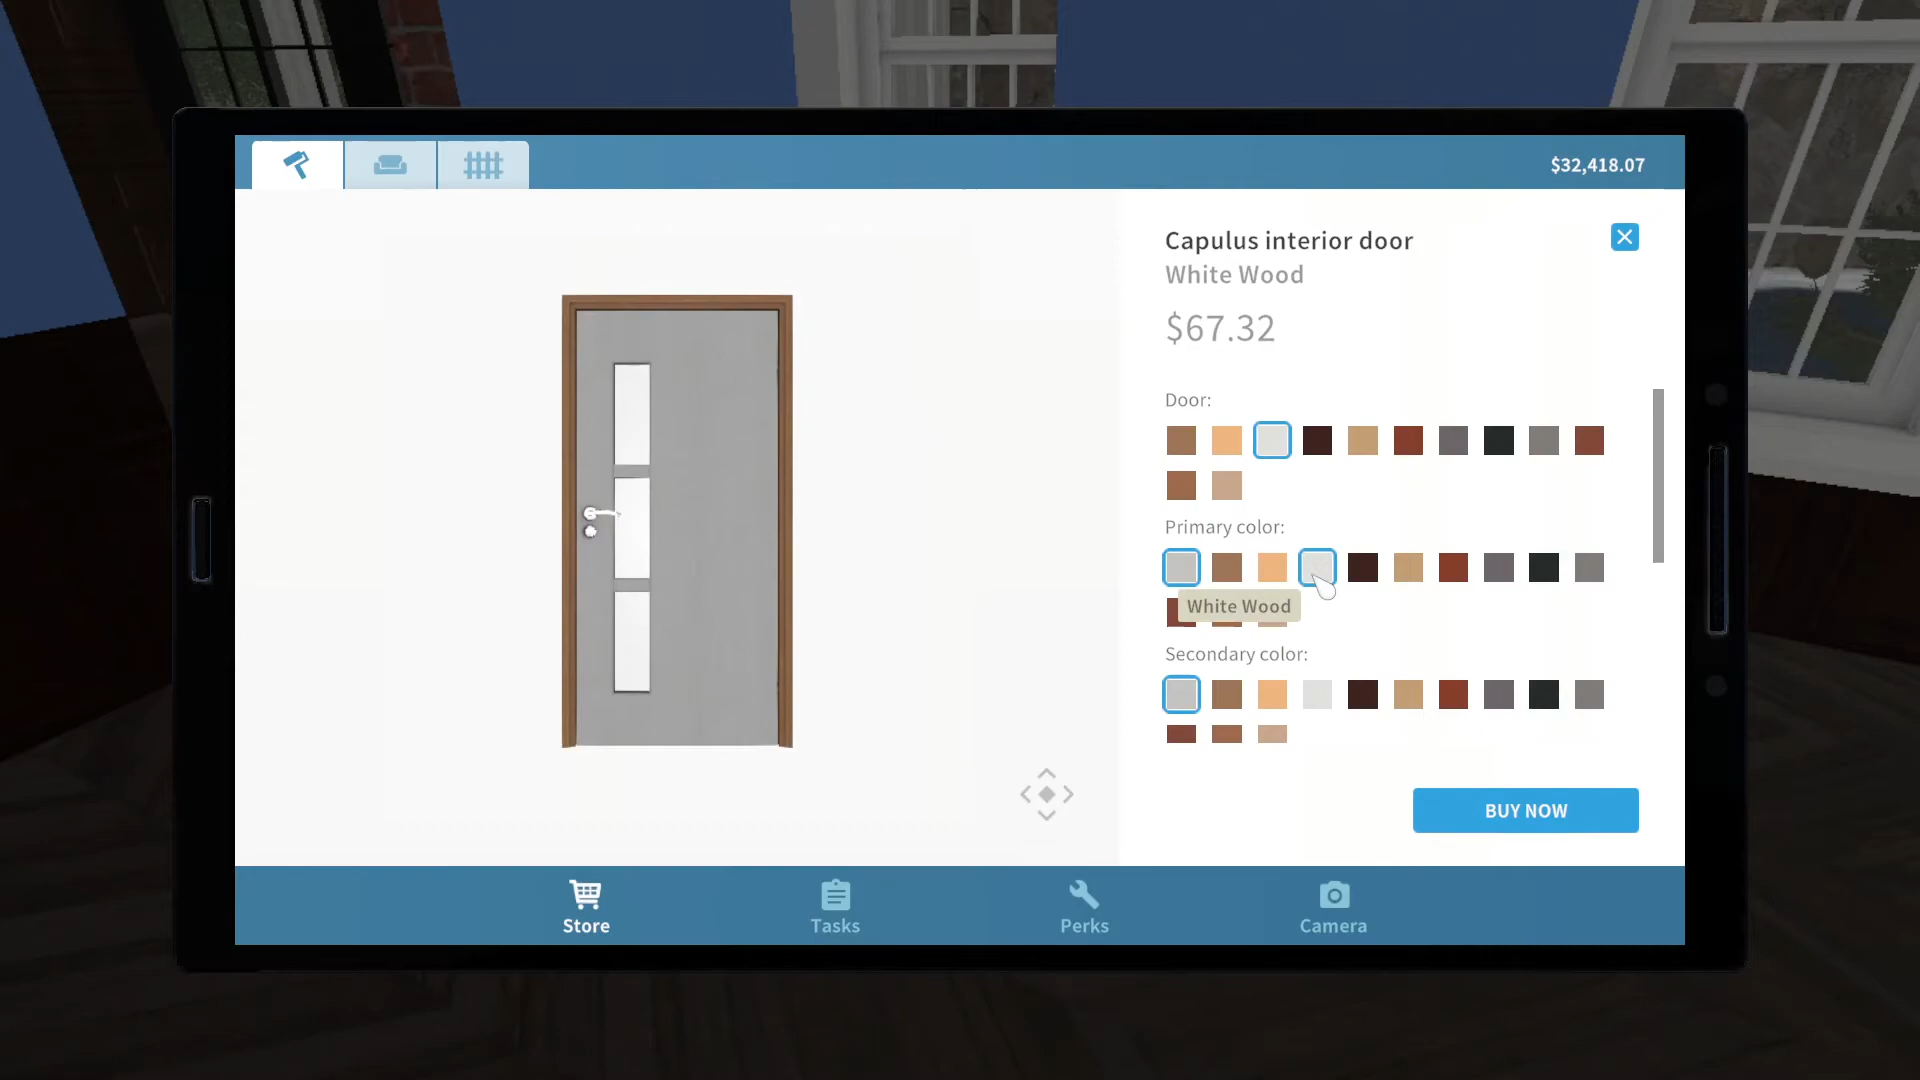 $32,418.07
Capulus interior door
White Wood
$67.32
Door:
Primary color:
White Wood
Secondary color:
BUY NOW
Store
Tasks
Perks
Camera